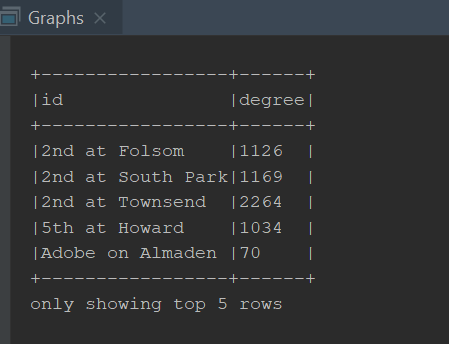 Graphs
+-----------------+------+
|id               |degree|
+-----------------+------+
|2nd at Folsom    |1126  |
|2nd at South Park|1169  |
|2nd at Townsend  |2264  |
|5th at Howard    |1034  |
|Adobe on Almaden |70    |
+-----------------+------+
only showing top 5 rows